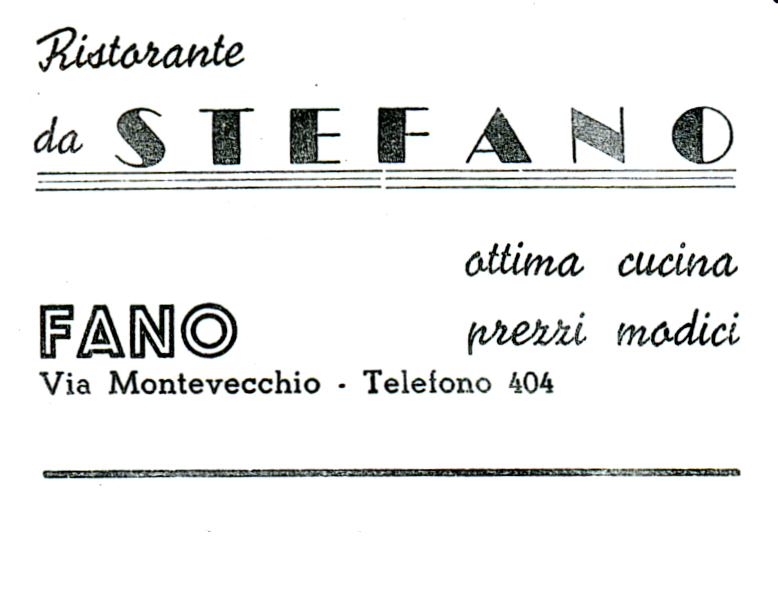 Ristorante
da STEFANO
ottima cucina
prezzi modici
FANO
Via Montevecchio - Telefono 404